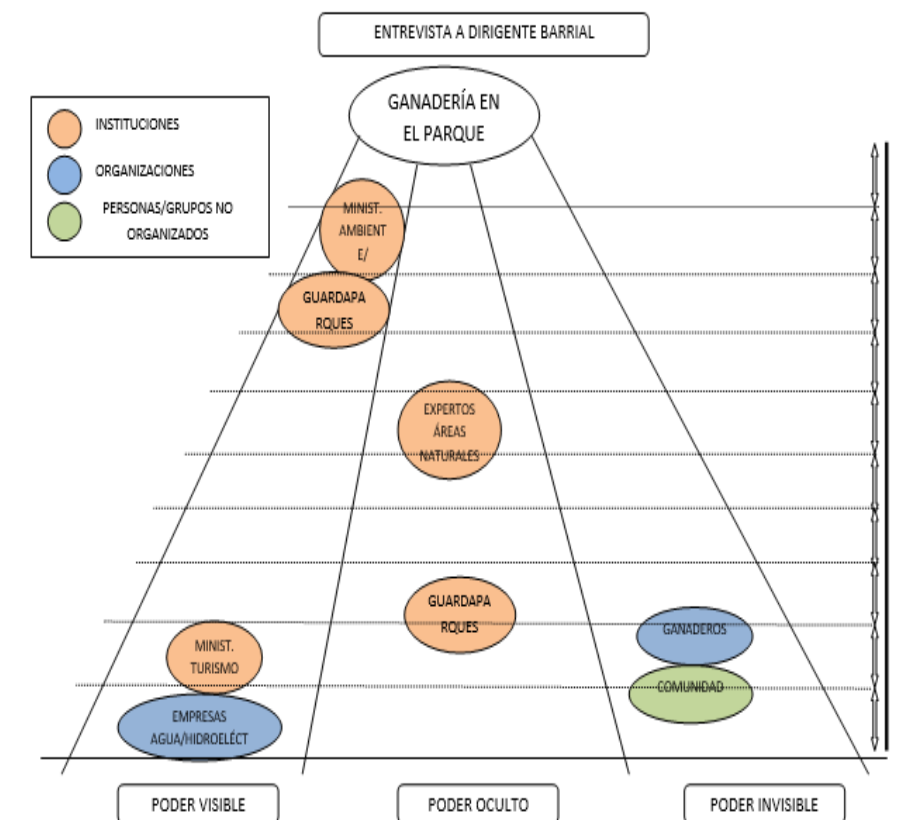 ENTREVISTA A DIRIGENTE BARRIAL
GANADERÍA EN
EL PARQUE
INSTITUCIONES
ORGANIZACIONES
PERSONAS/GRUPOS NO
ORGANIZADOS
MINIST.
AMBIENT
E/
GUARDAPA
RQUES
EXPERTOS
ÁREAS
NATURALES
GUARDAPA
RQUES
MINIST.
TURISMO
EMPRESAS
AGUA/HIDROELÉCT
GANADEROS
COMUNIDAD
PODER VISIBLE
PODER OCULTO
PODER INVISIBLE